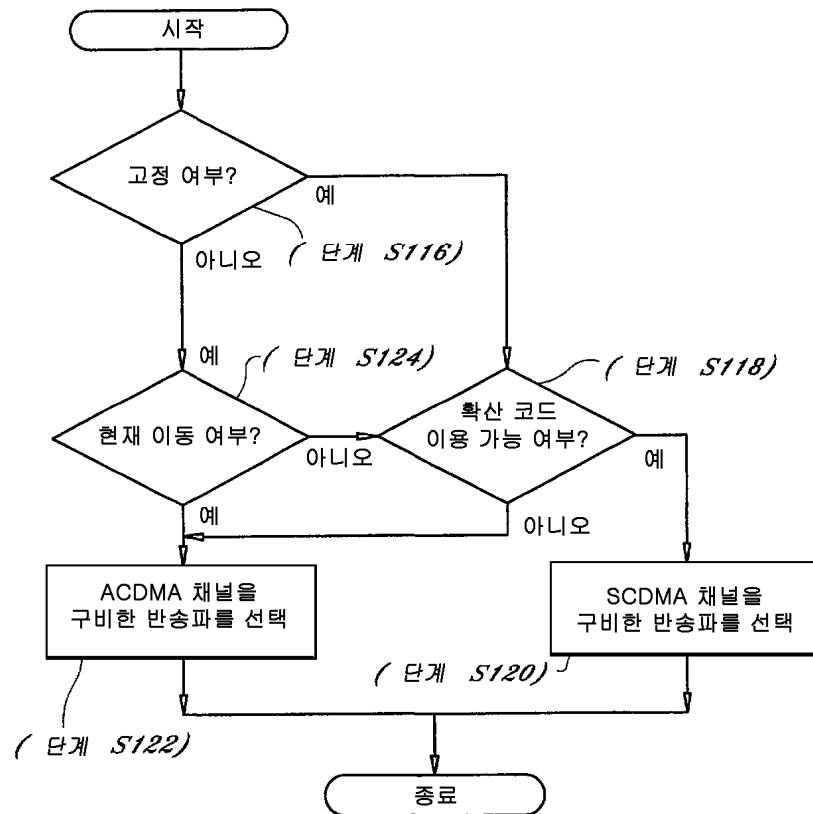 시작
고정 여부?
예
아니오
( 단계 S116)
예
( 단계 S124)
( 단계 S118)
현재 이동 여부?
아니오
확산 코드
이용 가능 여부?
예
예
아니오
ACDMA 채널을
구비한 반송파를 선택
SCDMA 채널을
구비한 반송파를 선택
( 단계 S120)
( 단계 S122)
종료